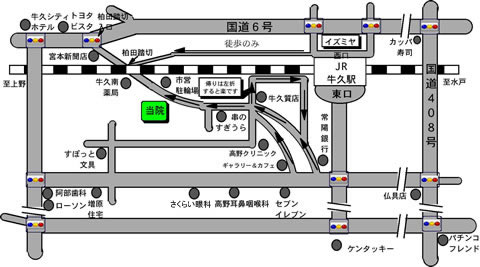 牛久シティ
ホテル
トヨタ
ビスタ
柏田踏切
入口
国道6号
徒歩のみ
イズミヤ
カッパ
寿司
宮本新聞店
柏田踏切
西口
JR
牛久駅
東口
至上野
至水戸
国道408号
牛久南
薬局
市営
駐輪場
帰りは左折
すると楽です
牛久質店
当院
串の
すぎうら
常陽銀行
高野クリニック
ギャラリー&カフェ
すぽっと
文具
阿部歯科
ローソン
増原
住宅
さくらい眼科
高野耳鼻咽喉科
セブン
イレブン
仏具店
ケンタッキー
パチンコ
フレンド